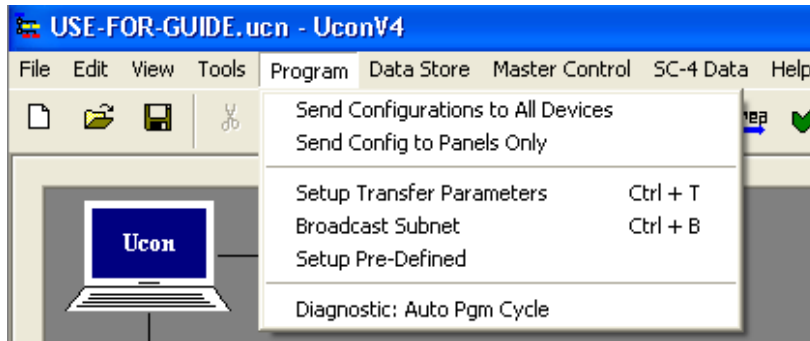 USE-FOR-GUIDE.ucn - UconV4
File Edit View Tools Program Data Store Master Control SC-4 Data Help
Send Configurations to All Devices
Send Config to Panels Only
Setup Transfer Parameters Ctrl + T
Broadcast Subnet Ctrl + B
Setup Pre-Defined
Diagnostic: Auto Pgm Cycle
Ucon